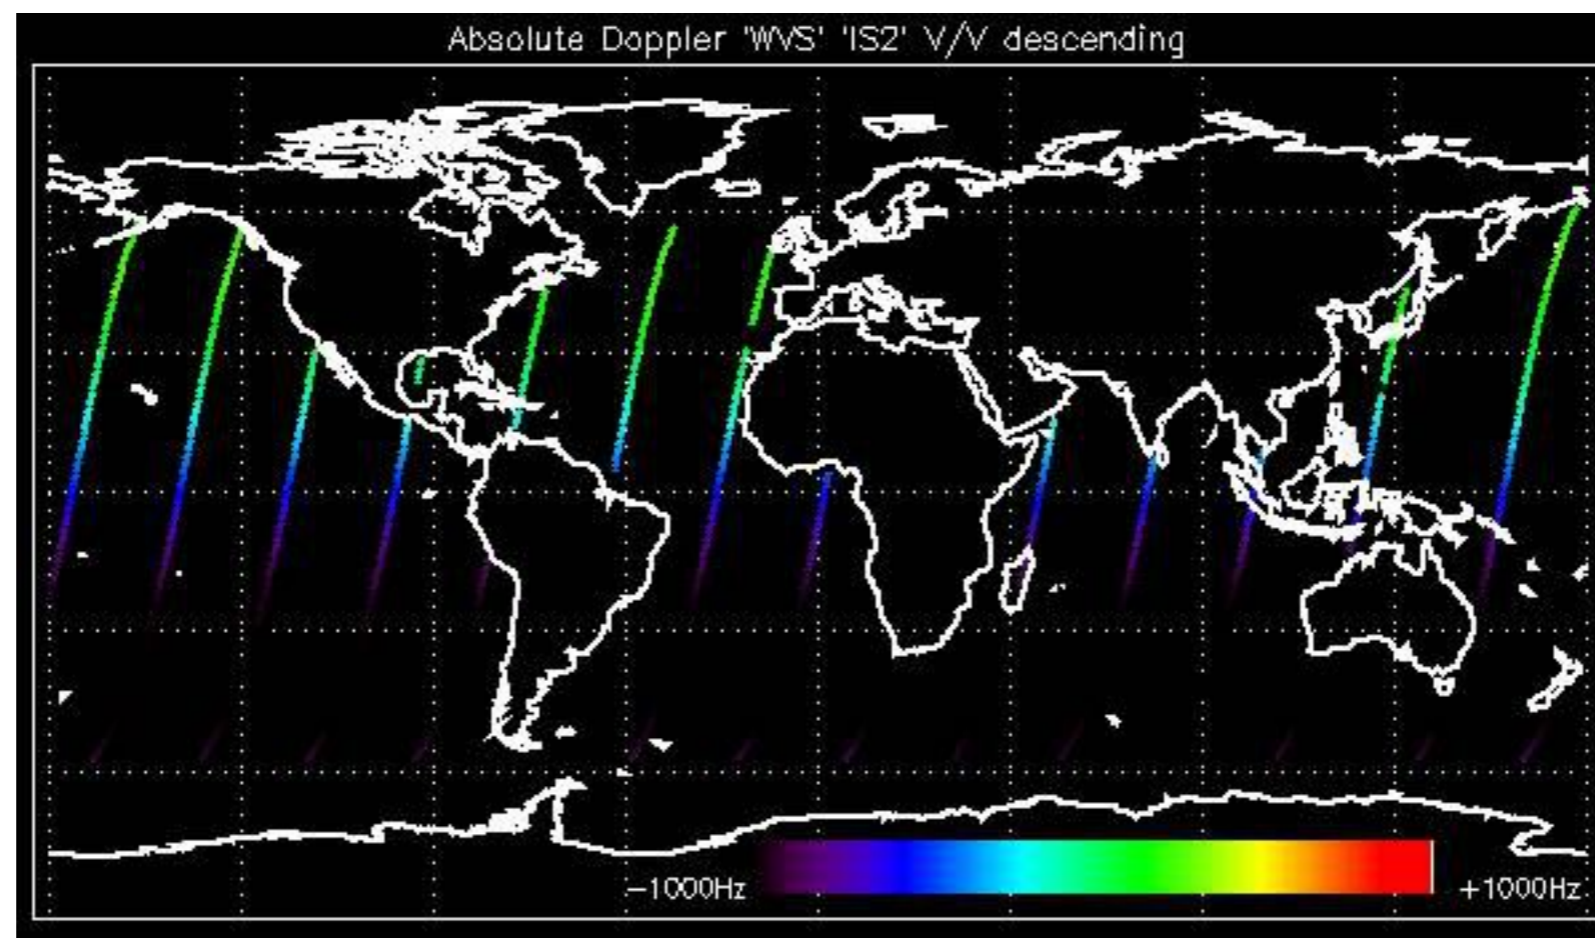 Absolute Doppler 'WVS' 'IS2' V/V descending
−1000Hz
+1000Hz